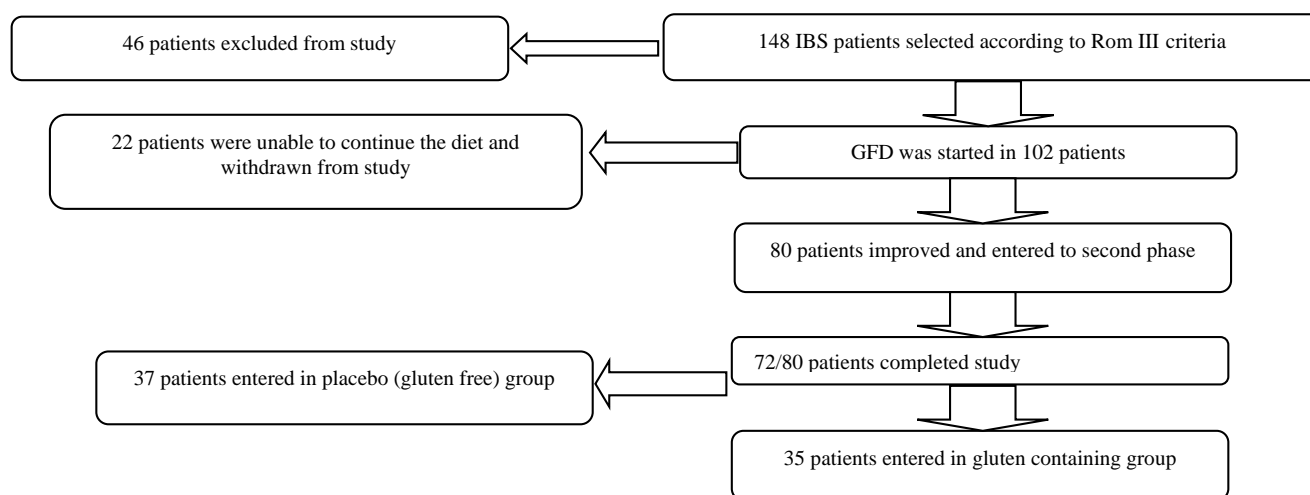 46 patients excluded from study
148 IBS patients selected according to Rom III criteria
22 patients were unable to continue the diet and
withdrawn from study
GFD was started in 102 patients
80 patients improved and entered to second phase
72/80 patients completed study
37 patients entered in placebo (gluten free) group
35 patients entered in gluten containing group